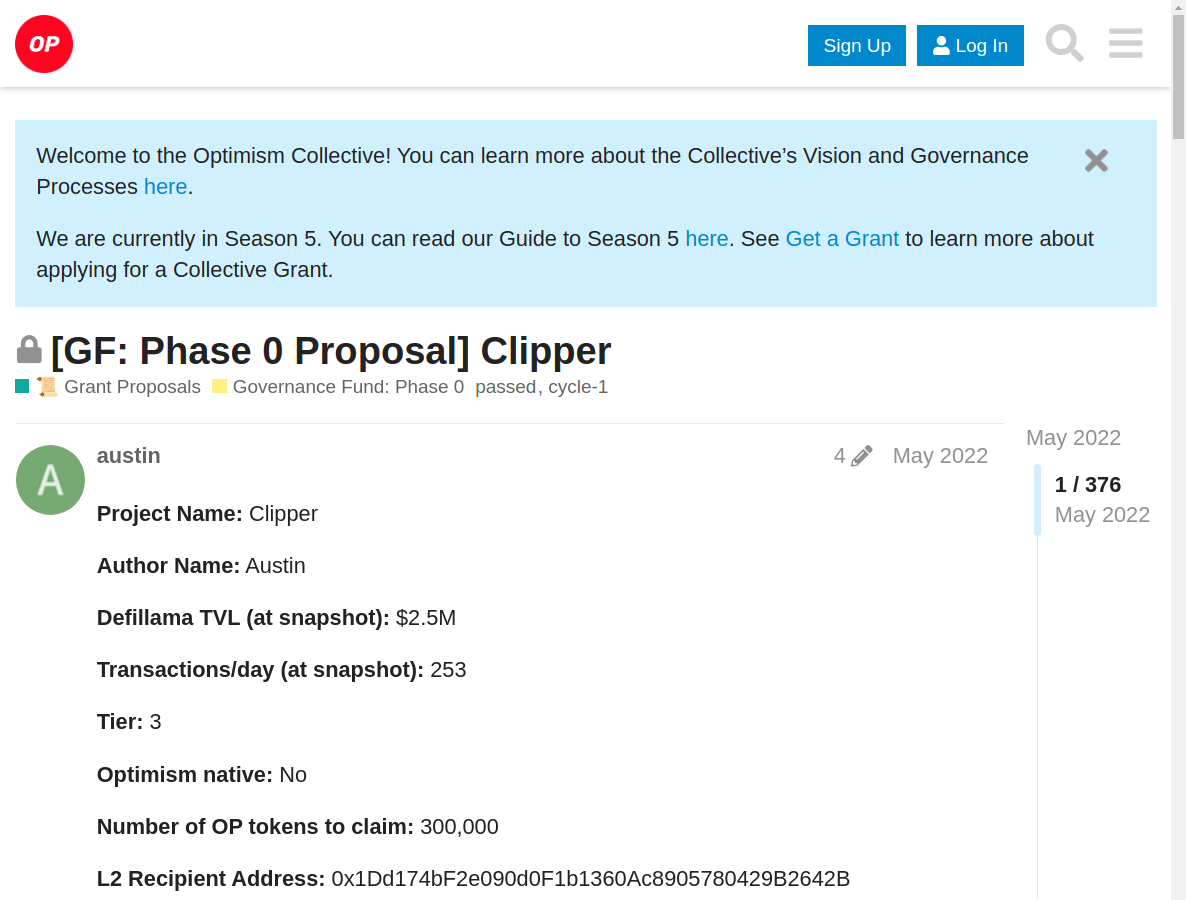 OP
Sign Up
Log In
Welcome to the Optimism Collective! You can learn more about the Collective’s Vision and Governance
Processes here.
We are currently in Season 5. You can read our Guide to Season 5 here. See Get a Grant to learn more about
applying for a Collective Grant.
[GF: Phase 0 Proposal] Clipper
Grant Proposals Governance Fund: Phase 0 passed, cycle-1
A
austin
4
May 2022
Project Name: Clipper
Author Name: Austin
Defillama TVL (at snapshot): $2.5M
Transactions/day (at snapshot): 253
Tier: 3
Optimism native: No
Number of OP tokens to claim: 300,000
L2 Recipient Address: 0x1Dd174bF2e090d0F1b1360Ac8905780429B2642B
May 2022
1 / 376
May 2022